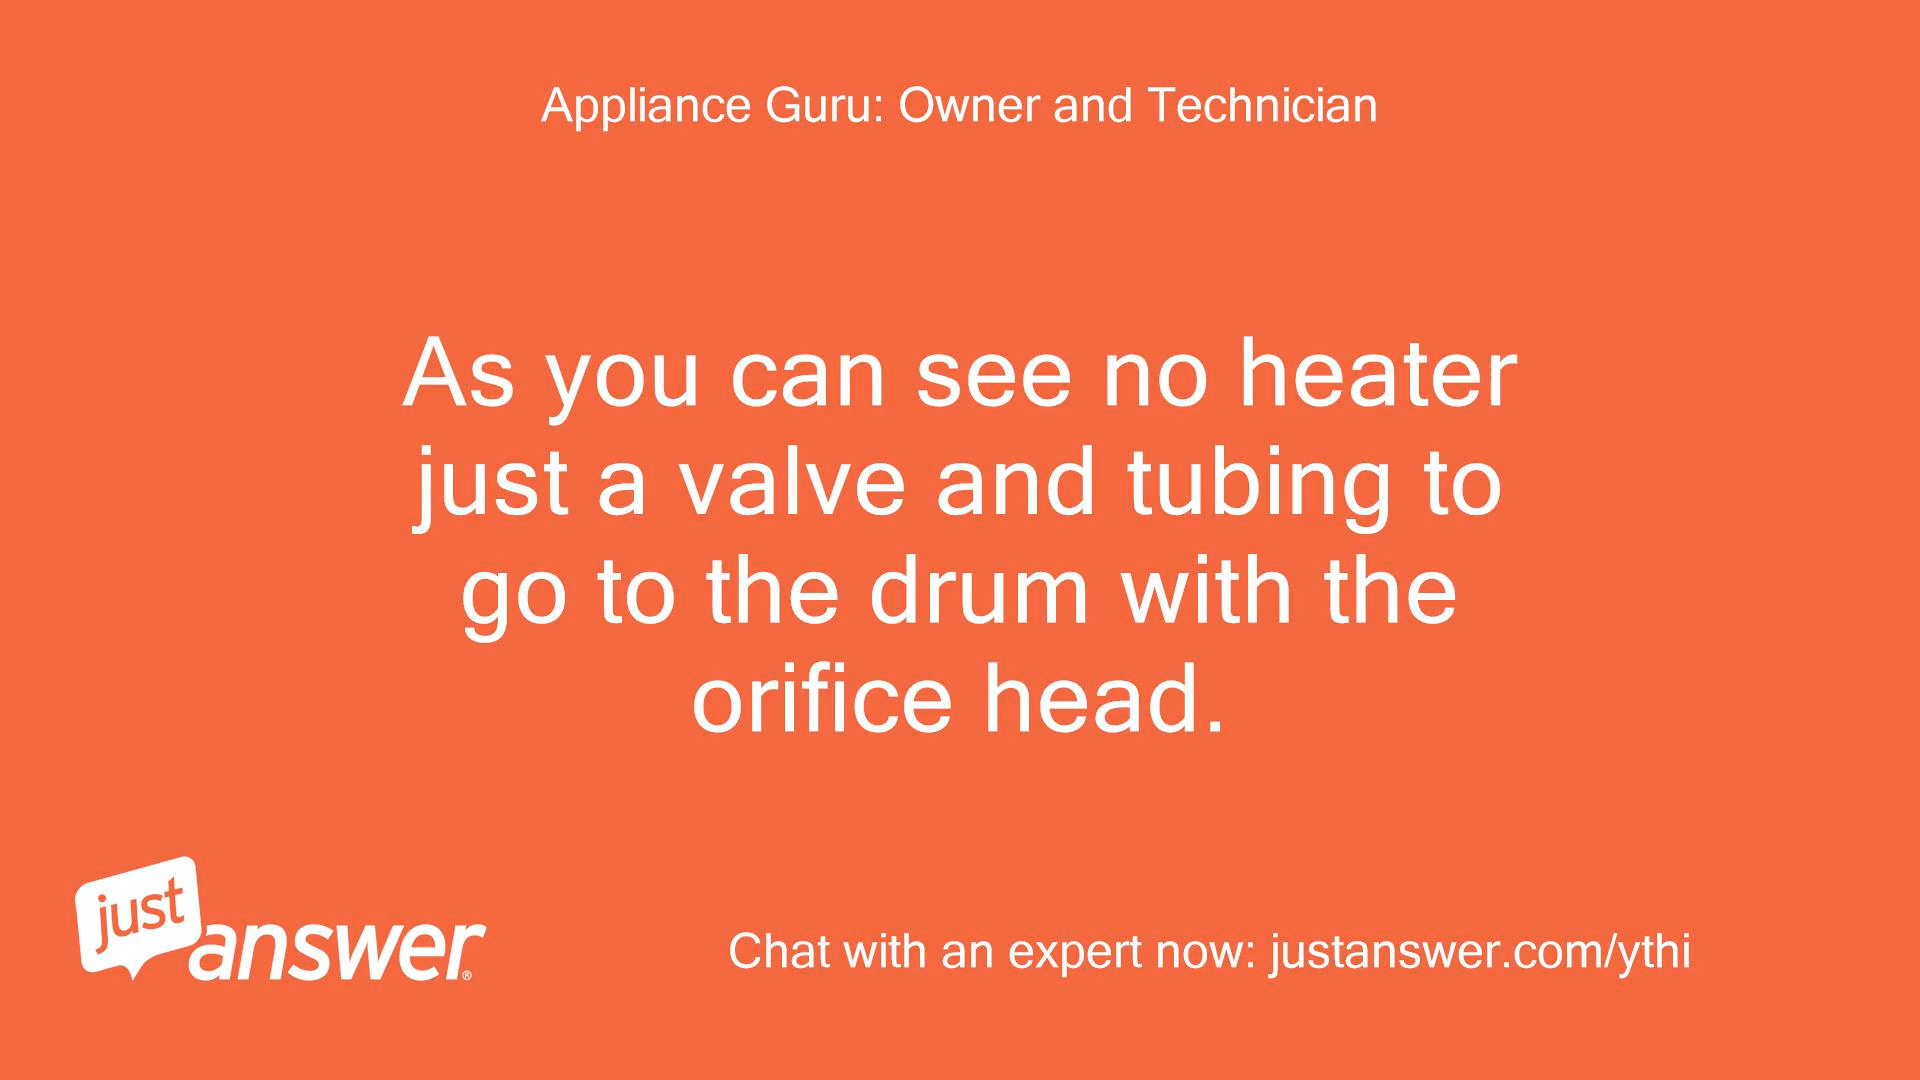 Appliance Guru: Owner and Technician
As you can see no heater
just a valve and tubing to
go to the drum with the
orifice head.
just
answer®
Chat with an expert now: justanswer.com/ythi